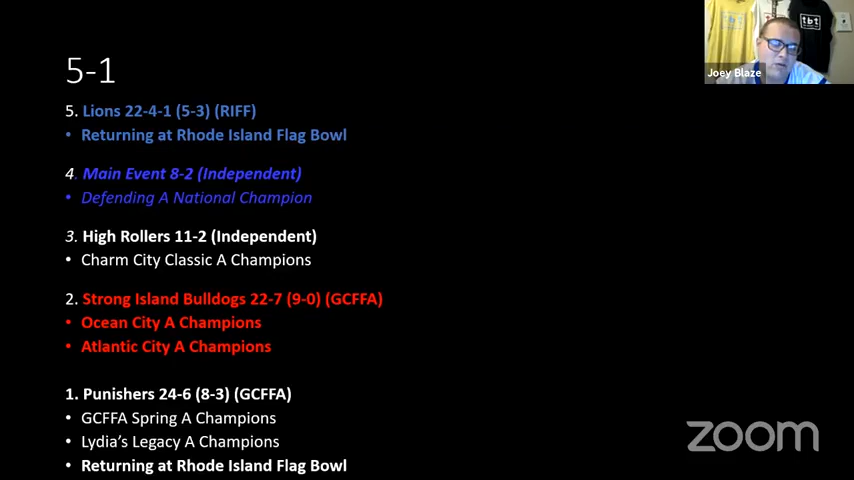 5-1
5. Lions 22-4-1 (5-3) (RIFF)
• Returning at Rhode Island Flag Bowl
4. Main Event 8-2 (Independent)
• Defending A National Champion
3. High Rollers 11-2 (Independent)
• Charm City Classic A Champions
2. Strong Island Bulldogs 22-7 (9-0) (GCFFA)
• Ocean City A Champions
• Atlantic City A Champions
1. Punishers 24-6 (8-3) (GCFFA)
• GCFFA Spring A Champions
• Lydia's Legacy A Champions
• Returning at Rhode Island Flag Bowl
tbt
tbt
Joey Blaze
zoom